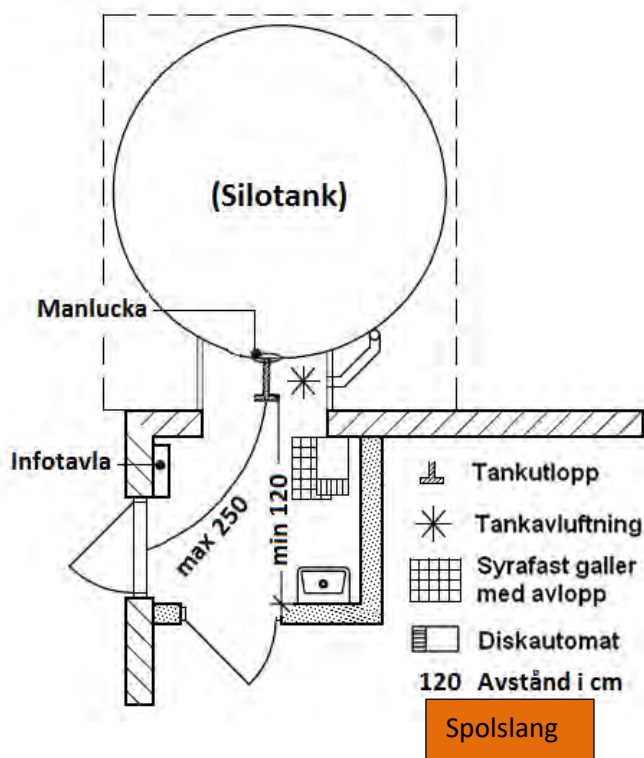 (Silotank)
Manlucka
Infotavla
max 250
min 120
Tankutlopp
Tankavluftning
Syrafast galler
med avlopp
Diskautomat
120 Avstånd i cm
Spolslang